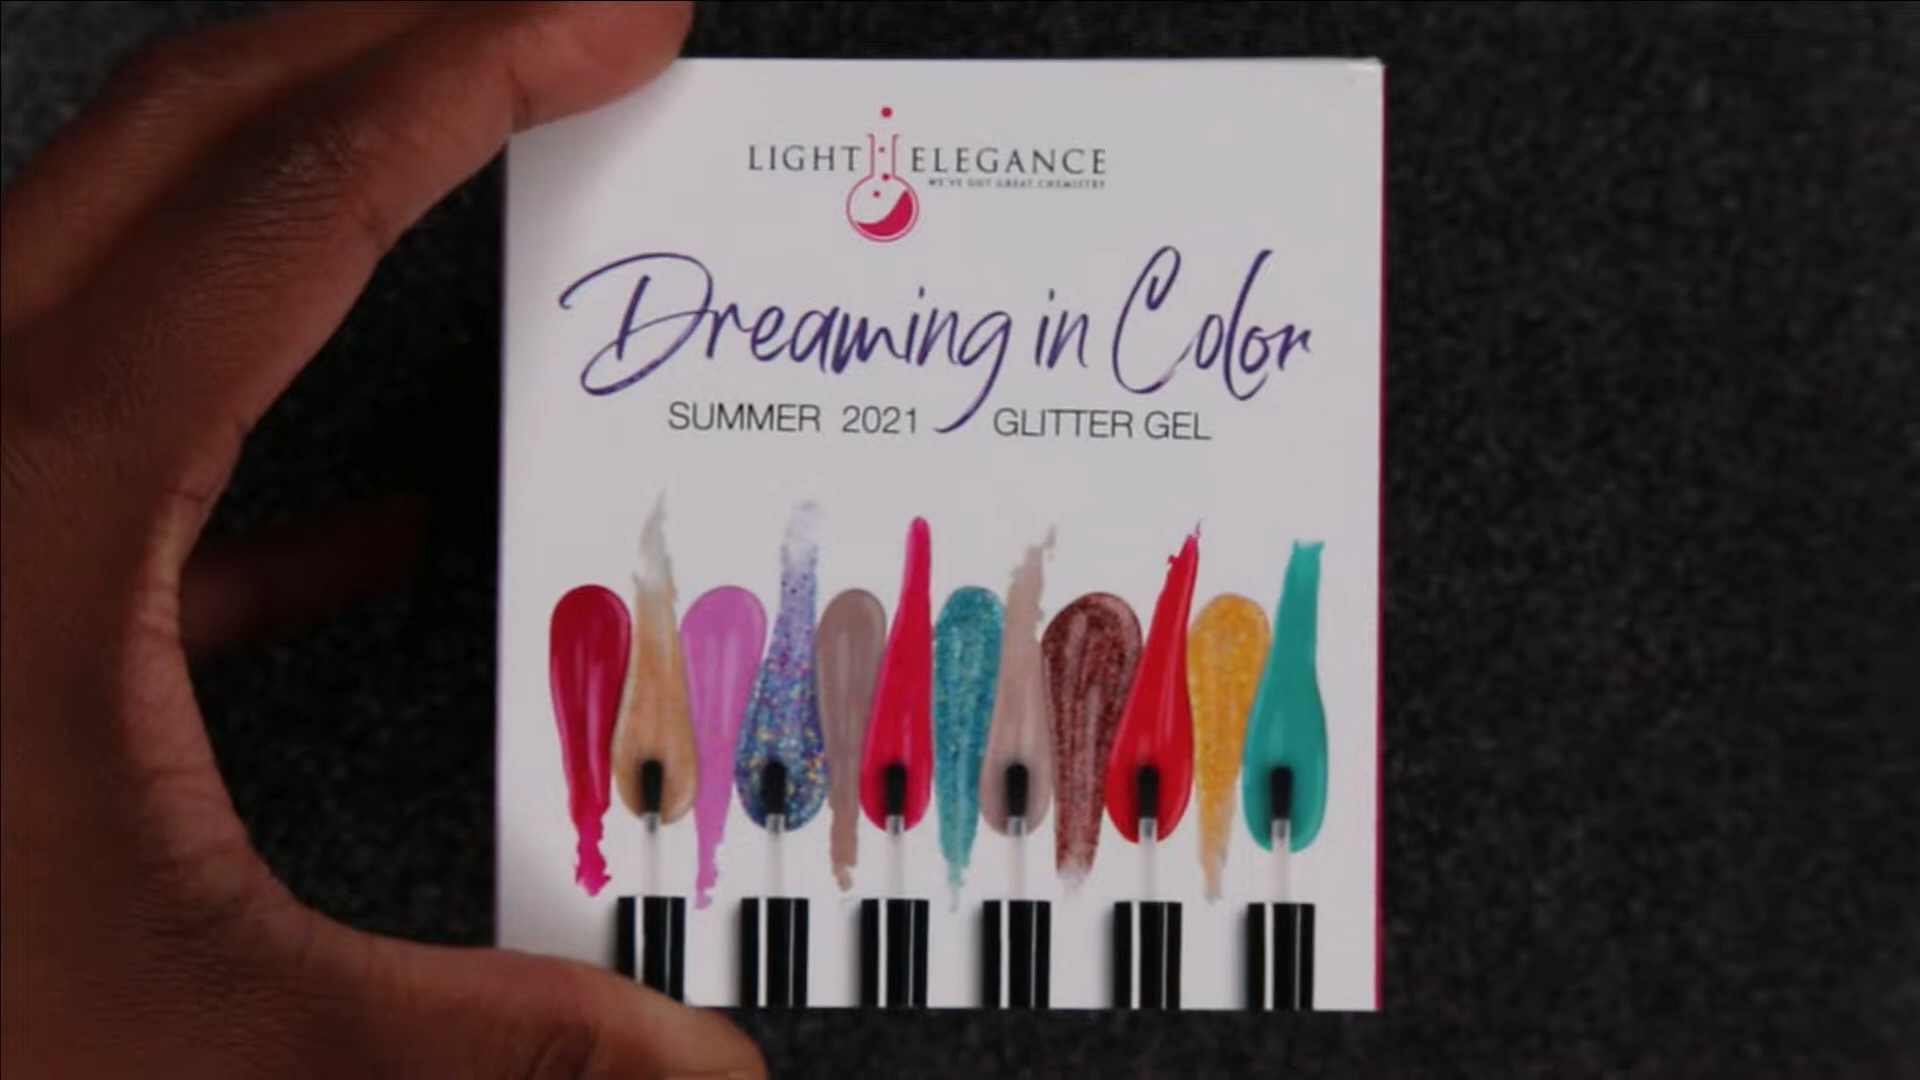 LIGHT ELEGANCE
WE'VE GOT GREAT CHEMISTRY
Dreaming in Color
SUMMER 2021 GLITTER GEL